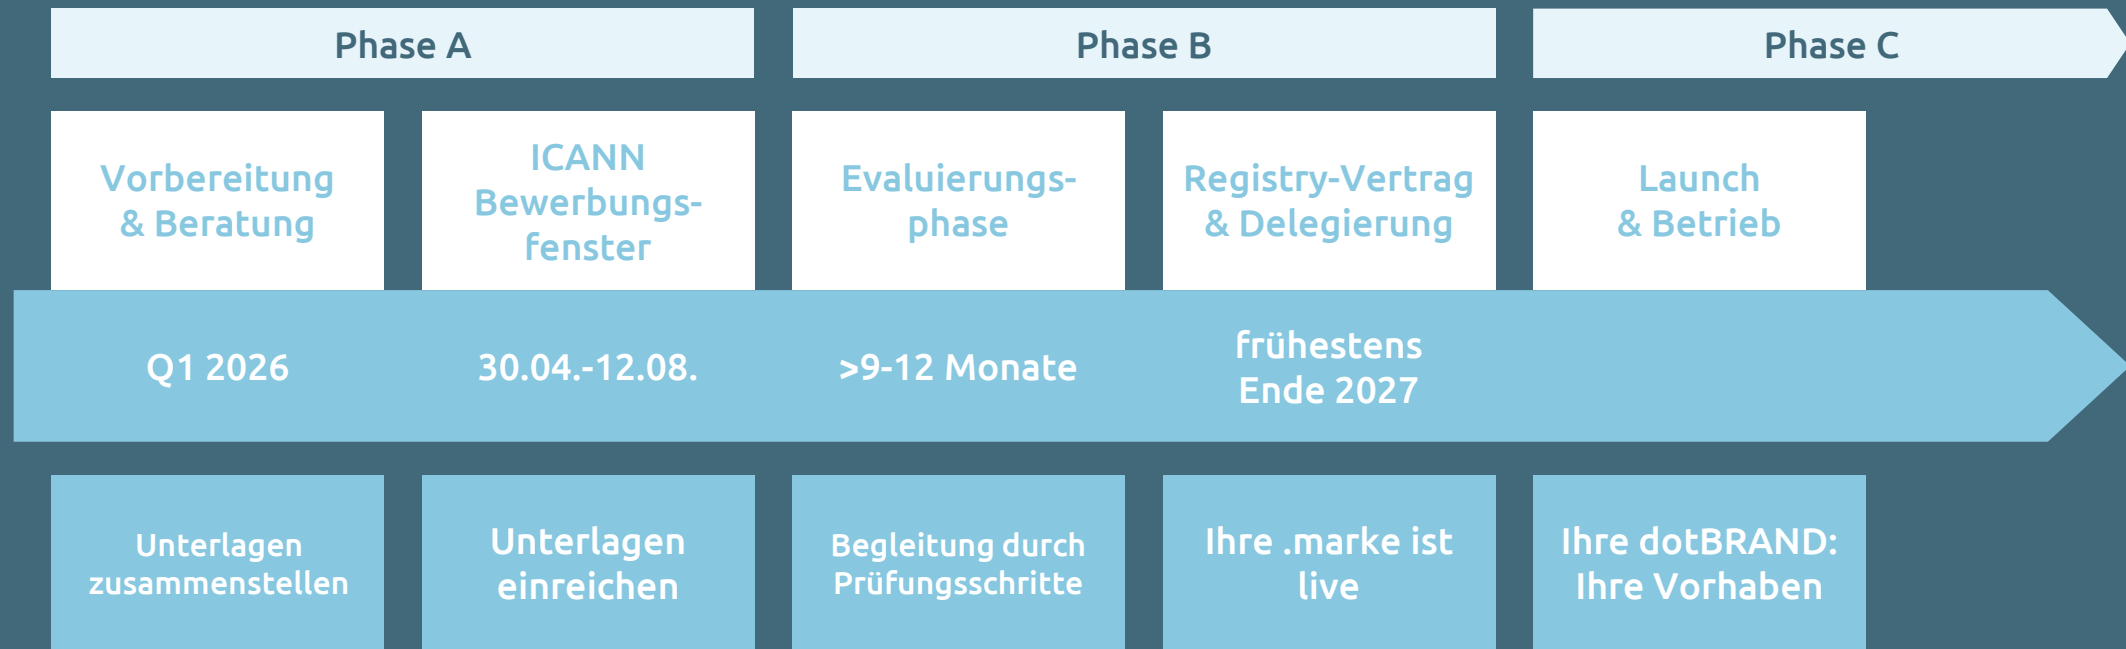 Phase A
Phase B
Phase C
Vorbereitung
& Beratung
ICANN
Bewerbungs-
fenster
Evaluierungs-
phase
Registry-Vertrag
& Delegierung
Launch
& Betrieb
Q1 2026
30.04.-12.08.
>9-12 Monate
frühestens
Ende 2027
Unterlagen
zusammenstellen
Unterlagen
einreichen
Begleitung durch
Prüfungsschritte
Ihre .marke ist
live
Ihre dotBRAND:
Ihre Vorhaben